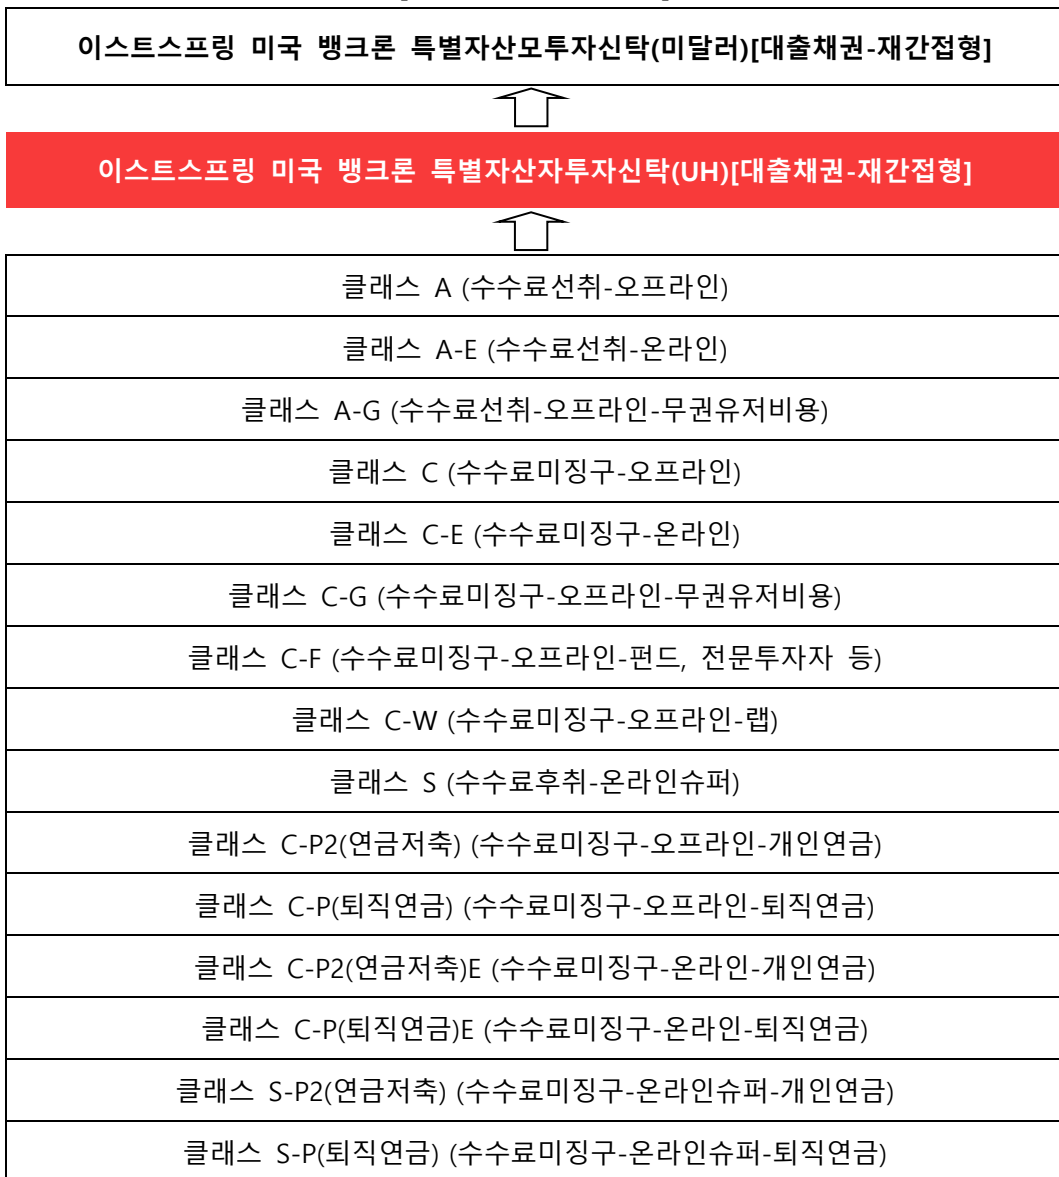 이스트스프링 미국 뱅크론 특별자산모투자신탁(미달러)[대출채권-재간접형]
이스트스프링 미국 뱅크론 특별자산자투자신탁(UH)[대출채권-재간접형]
클래스 A (수수료선취-오프라인)
클래스 A-E (수수료선취-온라인)
클래스 A-G (수수료선취-오프라인-무권유저비용)
클래스 C (수수료미징구-오프라인)
클래스 C-E (수수료미징구-온라인)
클래스 C-G (수수료미징구-오프라인-무권유저비용)
클래스 C-F (수수료미징구-오프라인-펀드, 전문투자자 등)
클래스 C-W (수수료미징구-오프라인-랩)
클래스 S (수수료후취-온라인슈퍼)
클래스 C-P2(연금저축) (수수료미징구-오프라인-개인연금)
클래스 C-P(퇴직연금) (수수료미징구-오프라인-퇴직연금)
클래스 C-P2(연금저축)E (수수료미징구-온라인-개인연금)
클래스 C-P(퇴직연금)E (수수료미징구-온라인-퇴직연금)
클래스 S-P2(연금저축) (수수료미징구-온라인슈퍼-개인연금)
클래스 S-P(퇴직연금) (수수료미징구-온라인슈퍼-퇴직연금)